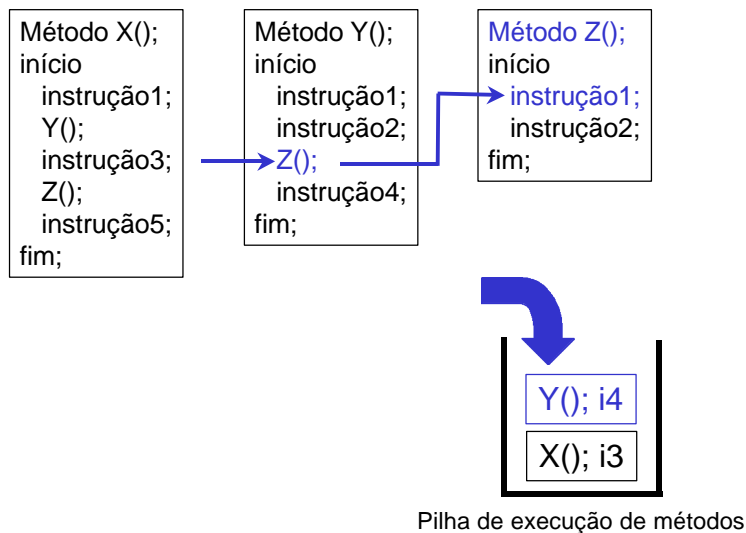 Método X();
início
instrução1;
Y();
instrução3;
Z();
instrução5;
fim;
Método Y();
início
instrução1;
instrução2;
Z();
instrução4;
fim;
Método Z();
início
instrução1;
instrução2;
fim;
Y(); i4
X(); i3
Pilha de execução de métodos